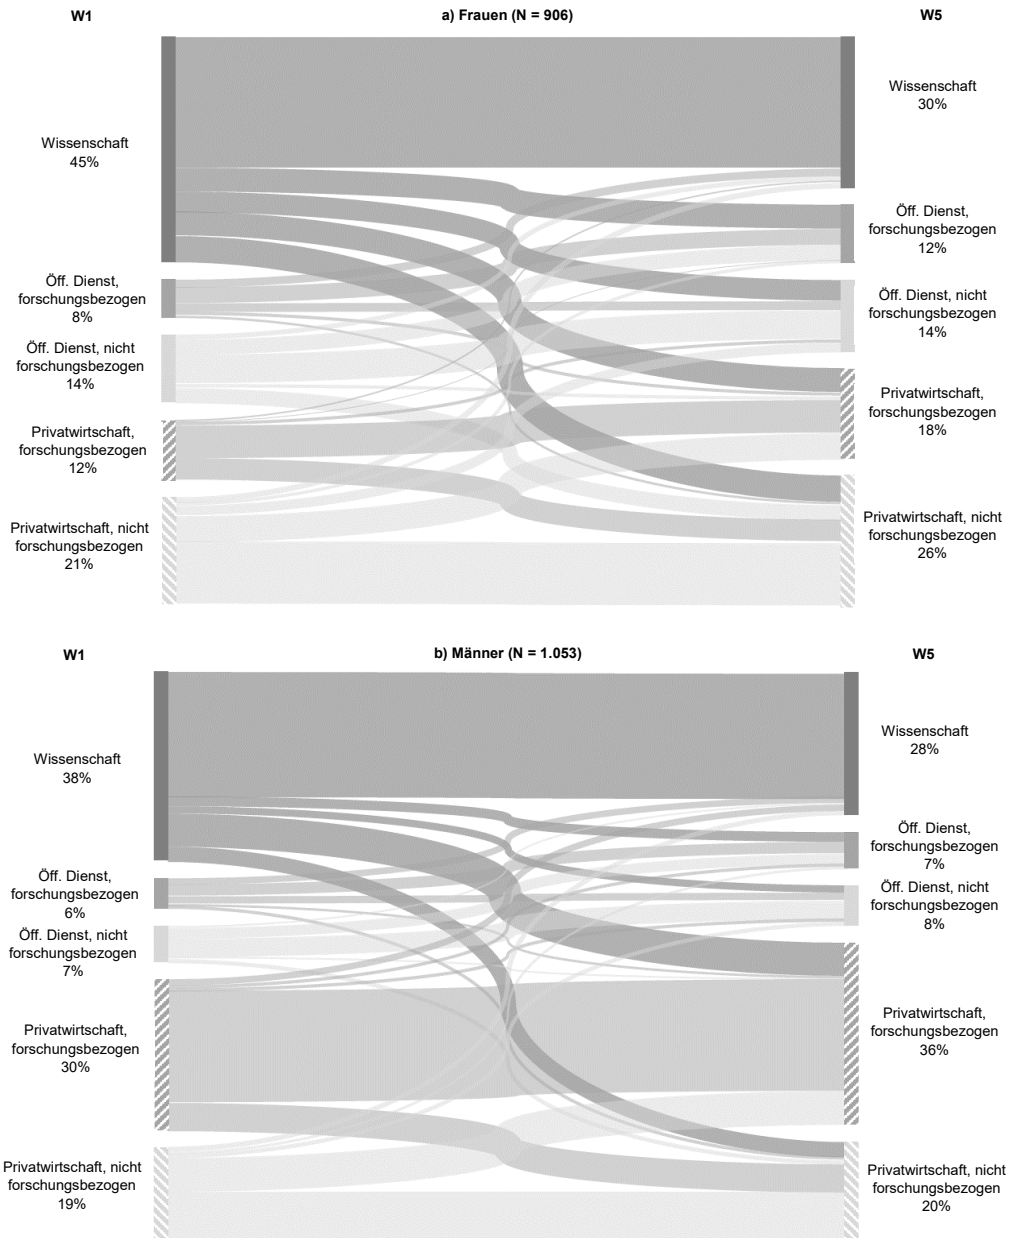 W1
a) Frauen (N = 906)
W5
Wissenschaft
45%
Öff. Dienst,
forschungsbezogen
8%
Öff. Dienst, nicht
forschungsbezogen
14%
Privatwirtschaft,
forschungsbezogen
12%
Privatwirtschaft, nicht
forschungsbezogen
21%
Wissenschaft
30%
Öff. Dienst,
forschungsbezogen
12%
Öff. Dienst, nicht
forschungsbezogen
14%
Privatwirtschaft,
forschungsbezogen
18%
Privatwirtschaft, nicht
forschungsbezogen
26%
W1
b) Männer (N = 1.053)
W5
Wissenschaft
38%
Öff. Dienst,
forschungsbezogen
6%
Öff. Dienst, nicht
forschungsbezogen
7%
Privatwirtschaft,
forschungsbezogen
30%
Privatwirtschaft, nicht
forschungsbezogen
19%
Wissenschaft
28%
Öff. Dienst,
forschungsbezogen
7%
Öff. Dienst, nicht
forschungsbezogen
8%
Privatwirtschaft,
forschungsbezogen
36%
Privatwirtschaft, nicht
forschungsbezogen
20%